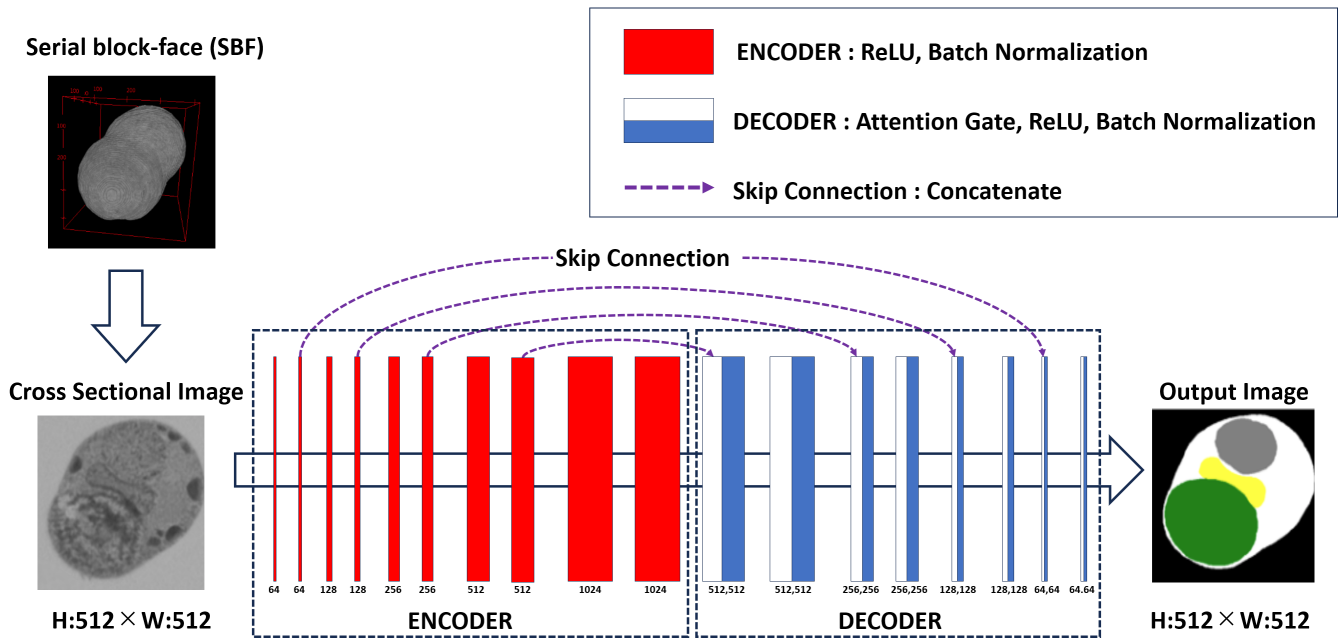 Serial block-face (SBF)
ENCODER : ReLU, Batch Normalization
DECODER : Attention Gate, ReLU, Batch Normalization
Skip Connection : Concatenate
Skip Connection
Cross Sectional Image
Output Image
64 64 128 128 256 256 512 512 1024 1024 512,512 512,512 256,256 256,256 128,128 128,128 64,64 64.64
H:512 × W:512
ENCODER
DECODER
H:512 × W:512